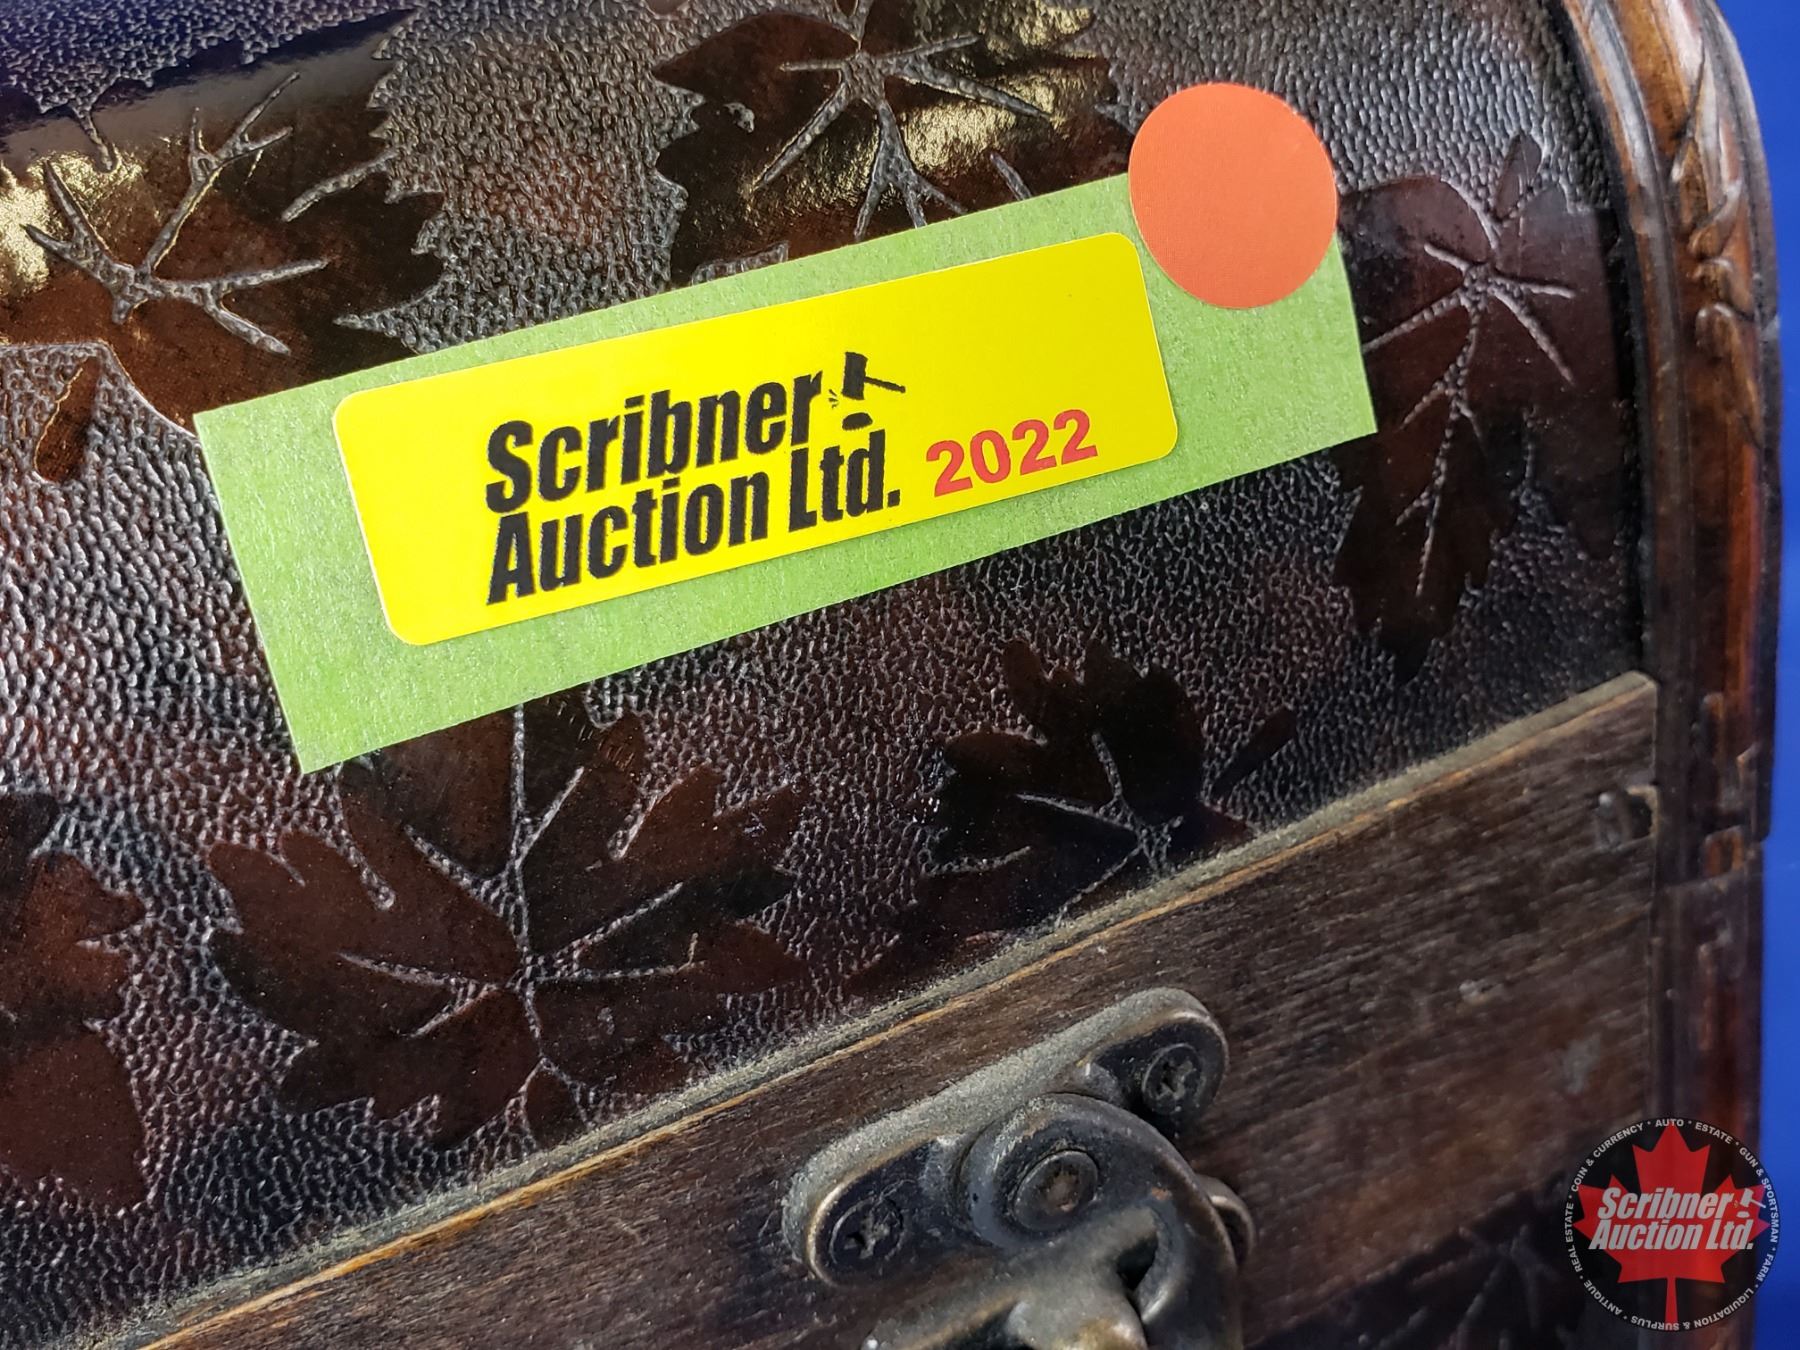 Scribner
Auction Ltd. 2022
ANTIQUE • REAL ESTATE • COIN & CURRENCY • AUTO • ESTATE • GUN & SPORTSMAN • FARM • LIQUIDATION & SURPLUS •
Scribner
Auction Ltd.